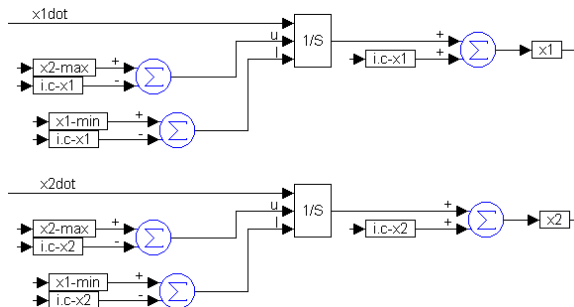 x1dot
u
l
1/S
x2-max
+
i.c-x1
-
Σ
x1-min
+
i.c-x1
-
Σ
+
i.c-x1
+
Σ
x1
x2dot
u
l
1/S
x2-max
+
i.c-x2
-
Σ
x1-min
+
i.c-x2
-
Σ
+
i.c-x2
+
Σ
x2